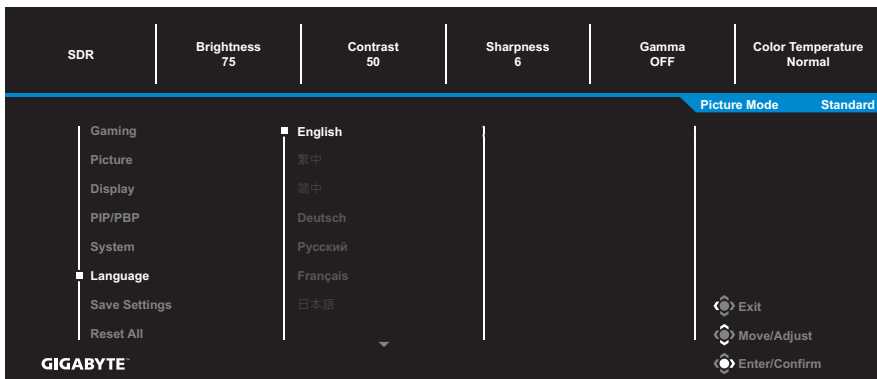 SDR
Brightness
75
Contrast
50
Sharpness
6
Gamma
OFF
Color Temperature
Normal
Picture Mode Standard
Gaming
Picture
Display
PIP/PBP
System
Language
Save Settings
Reset All
English
繁中
简中
Deutsch
Русский
Français
日本語
Exit
Move/Adjust
Enter/Confirm
GIGABYTE™